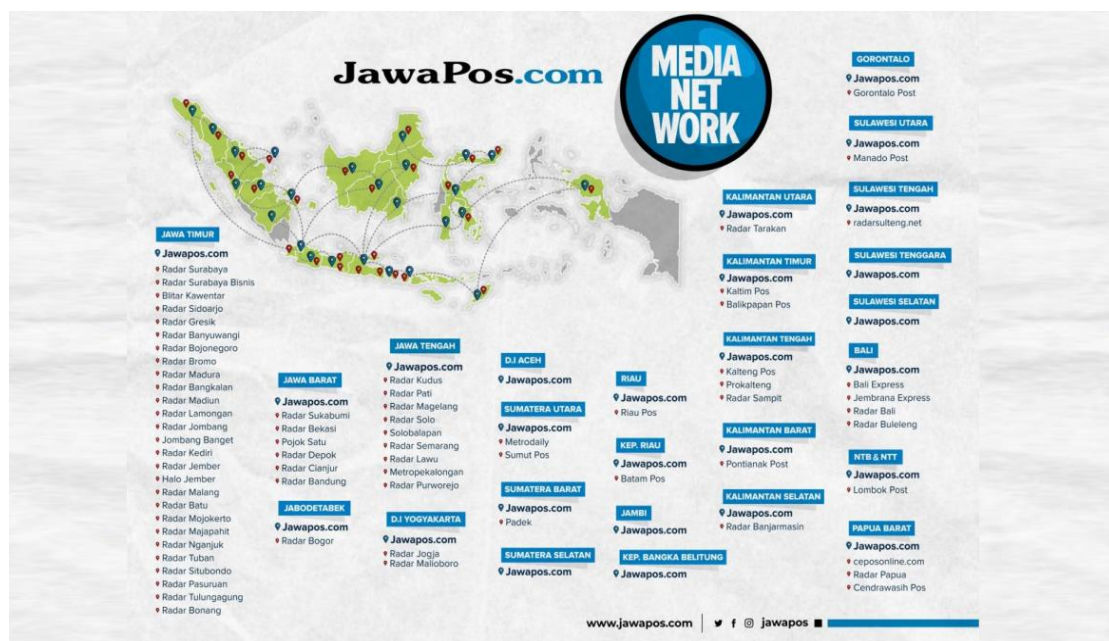 JawaPos.com
MEDIA
NET
WORK
JAWA TIMUR
Jawapos.com
Radar Surabaya
Radar Surabaya Bisnis
Blitar Kawentar
Radar Sidoarjo
Radar Gresik
Radar Banyuwangi
Radar Bojonegoro
Radar Bromo
Radar Madura
Radar Bangkalan
Radar Madiun
Radar Lamongan
Radar Jombang
Jombang Banget
Radar Kediri
Radar Jember
Halo Jember
Radar Malang
Radar Batu
Radar Mojokerto
Radar Majapahit
Radar Nganjuk
Radar Tuban
Radar Situbondo
Radar Pasuruan
Radar Tulungagung
Radar Bonang
JAWA BARAT
Jawapos.com
Radar Sukabumi
Radar Bekasi
Pojok Satu
Radar Depok
Radar Cianjur
Radar Bandung
JABODETABEK
Jawapos.com
Radar Bogor
JAWA TENGAH
Jawapos.com
Radar Kudus
Radar Pati
Radar Magelang
Radar Solo
Solobalapan
Radar Semarang
Radar Lawu
Metropekalongan
Radar Purworejo
D.I YOGYAKARTA
Jawapos.com
Radar Jogja
Radar Malioboro
D.I ACEH
Jawapos.com
SUMATERA UTARA
Jawapos.com
Metrodaily
Sumut Pos
SUMATERA BARAT
Jawapos.com
Padek
SUMATERA SELATAN
Jawapos.com
RIAU
Jawapos.com
Riau Pos
KEP. RIAU
Jawapos.com
Batam Pos
JAMBI
Jawapos.com
KEP. BANGKA BELITUNG
Jawapos.com
KALIMANTAN UTARA
Jawapos.com
Radar Tarakan
KALIMANTAN TIMUR
Jawapos.com
Kaltim Pos
Balikpapan Pos
KALIMANTAN TENGAH
Jawapos.com
Kalteng Pos
Prokalteng
Radar Sampit
KALIMANTAN BARAT
Jawapos.com
Pontianak Post
KALIMANTAN SELATAN
Jawapos.com
Radar Banjarmasin
GORONTALO
Jawapos.com
Gorontalo Post
SULAWESI UTARA
Jawapos.com
Manado Post
SULAWESI TENGAH
Jawapos.com
radarsulteng.net
SULAWESI TENGGARA
Jawapos.com
SULAWESI SELATAN
Jawapos.com
BALI
Jawapos.com
Bali Express
Jembrana Express
Radar Bali
Radar Buleleng
NTB & NTT
Jawapos.com
Lombok Post
PAPUA BARAT
Jawapos.com
ceposonline.com
Radar Papua
Cendrawasih Pos
www.jawapos.com
jawapos